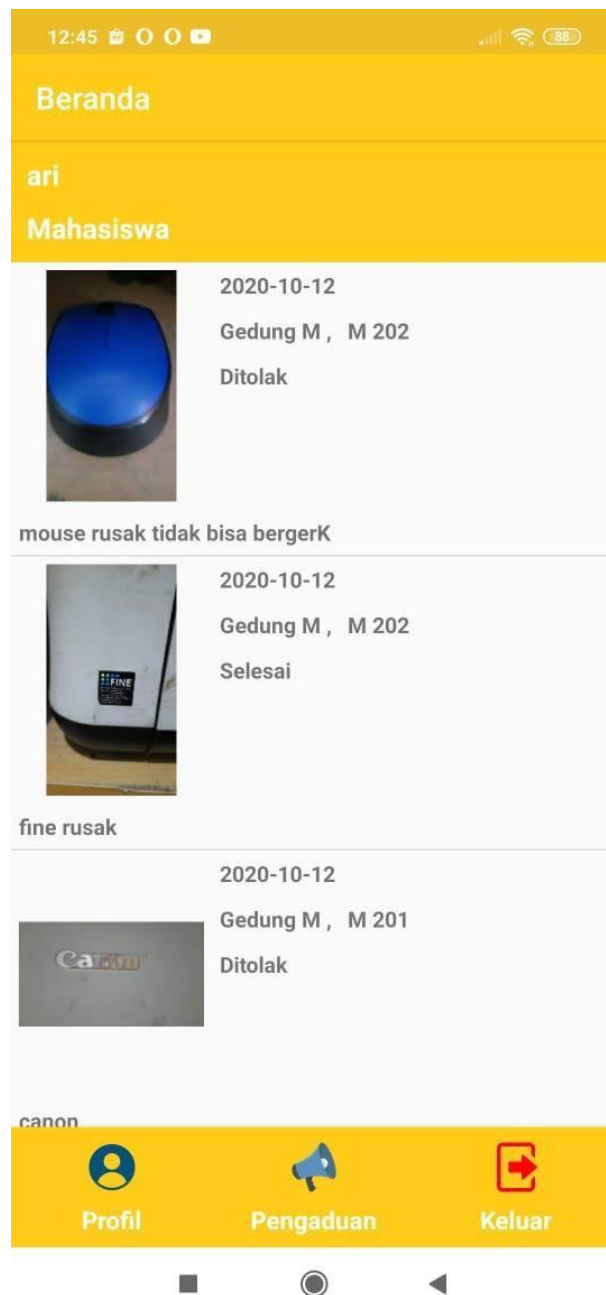 12:45
88
Beranda
ari
Mahasiswa
2020-10-12
Gedung M , M 202
Ditolak
mouse rusak tidak bisa bergerK
2020-10-12
Gedung M , M 202
Selesai
FINE
fine rusak
2020-10-12
Gedung M , M 201
Ditolak
Canon
canon
Profil Pengaduan Keluar